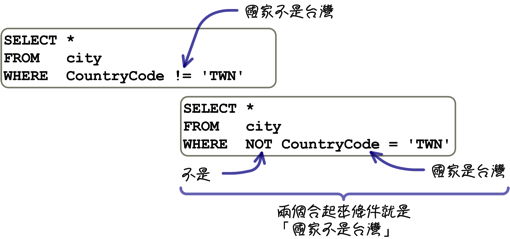 國家不是台灣
SELECT *
FROM city
WHERE CountryCode != 'TWN'
SELECT *
FROM city
WHERE NOT CountryCode = 'TWN'
不是
國家是台灣
兩個合起來條件就是
「國家不是台灣」